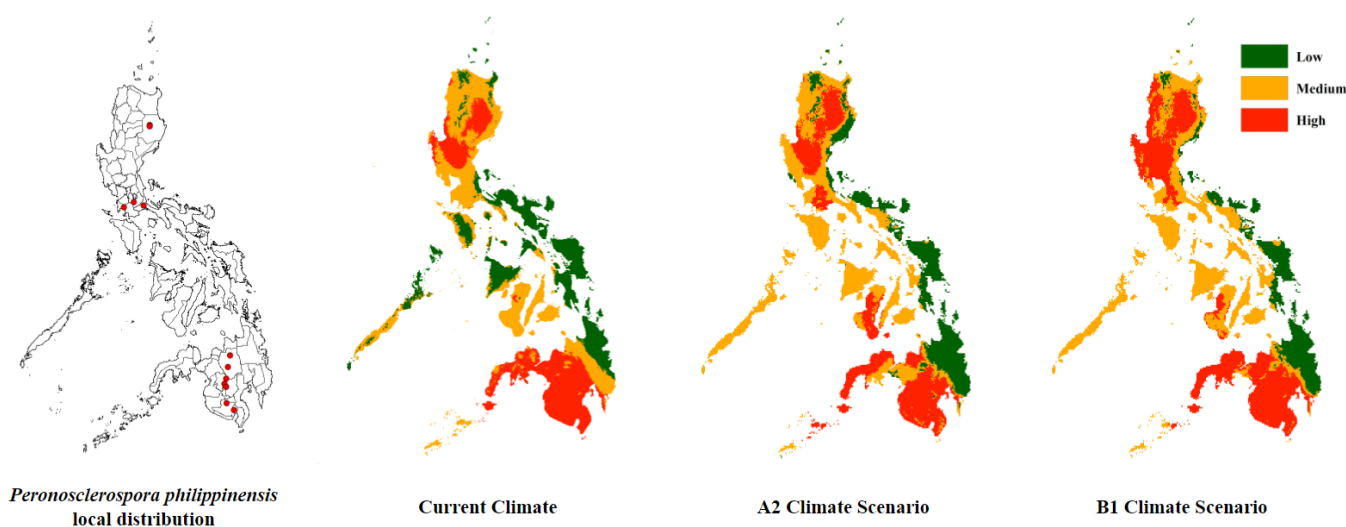 Low
Medium
High
Peronosclerospora philippinensis
local distribution
Current Climate
A2 Climate Scenario
B1 Climate Scenario